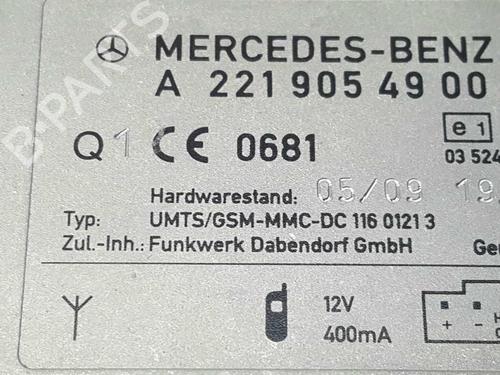 MERCEDES-BENZ
A 221 905 49 00
Q1 CE 0681
e1
03 524
Hardwarestand: 05/09 19
Typ: UMTS/GSM-MMC-DC 116 0121 3
Zul.-Inh.: Funkwerk Dabendorf GmbH
12V
400mA
+ -
B-PARTS